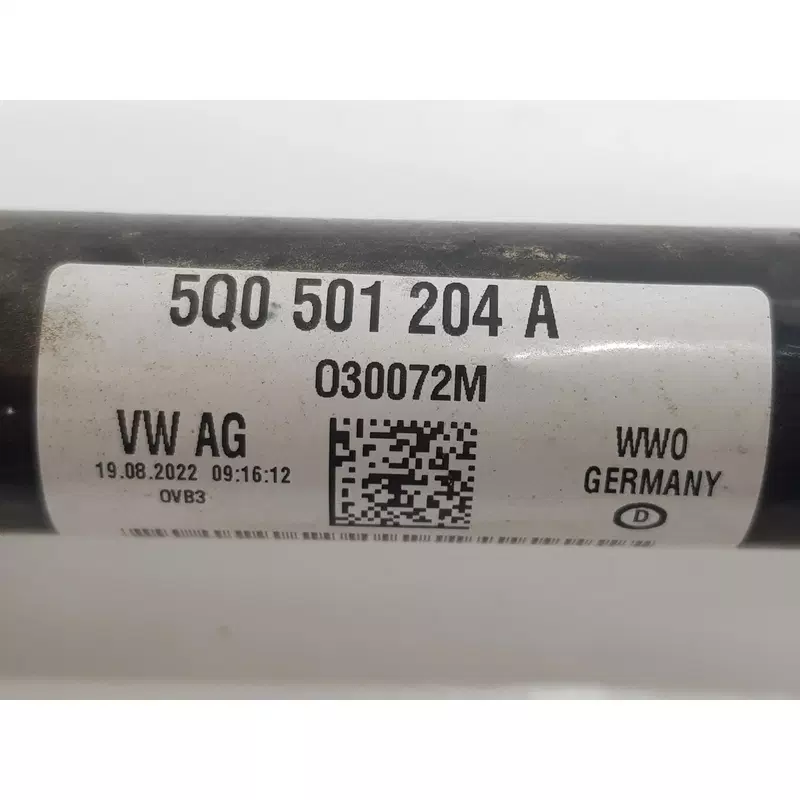 5Q0 501 204 A
030072M
VW AG
19.08.2022 09:16:12
OVB3
WWO
GERMANY
D